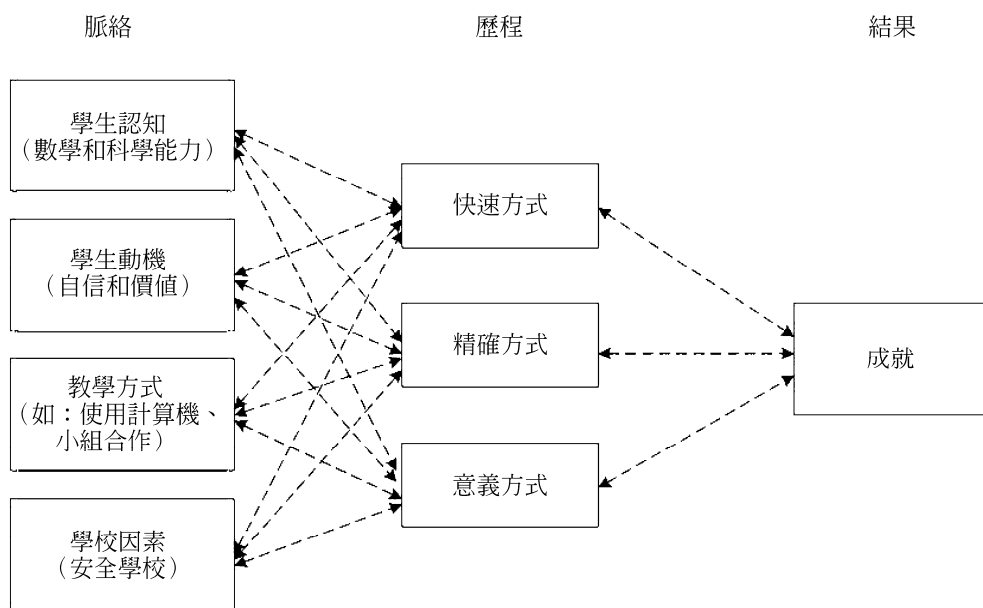 脈絡
歷程
結果
學生認知
（數學和科學能力）
學生動機
（自信和價值）
教學方式
（如：使用計算機、
小組合作）
學校因素
（安全學校）
快速方式
精確方式
意義方式
成就